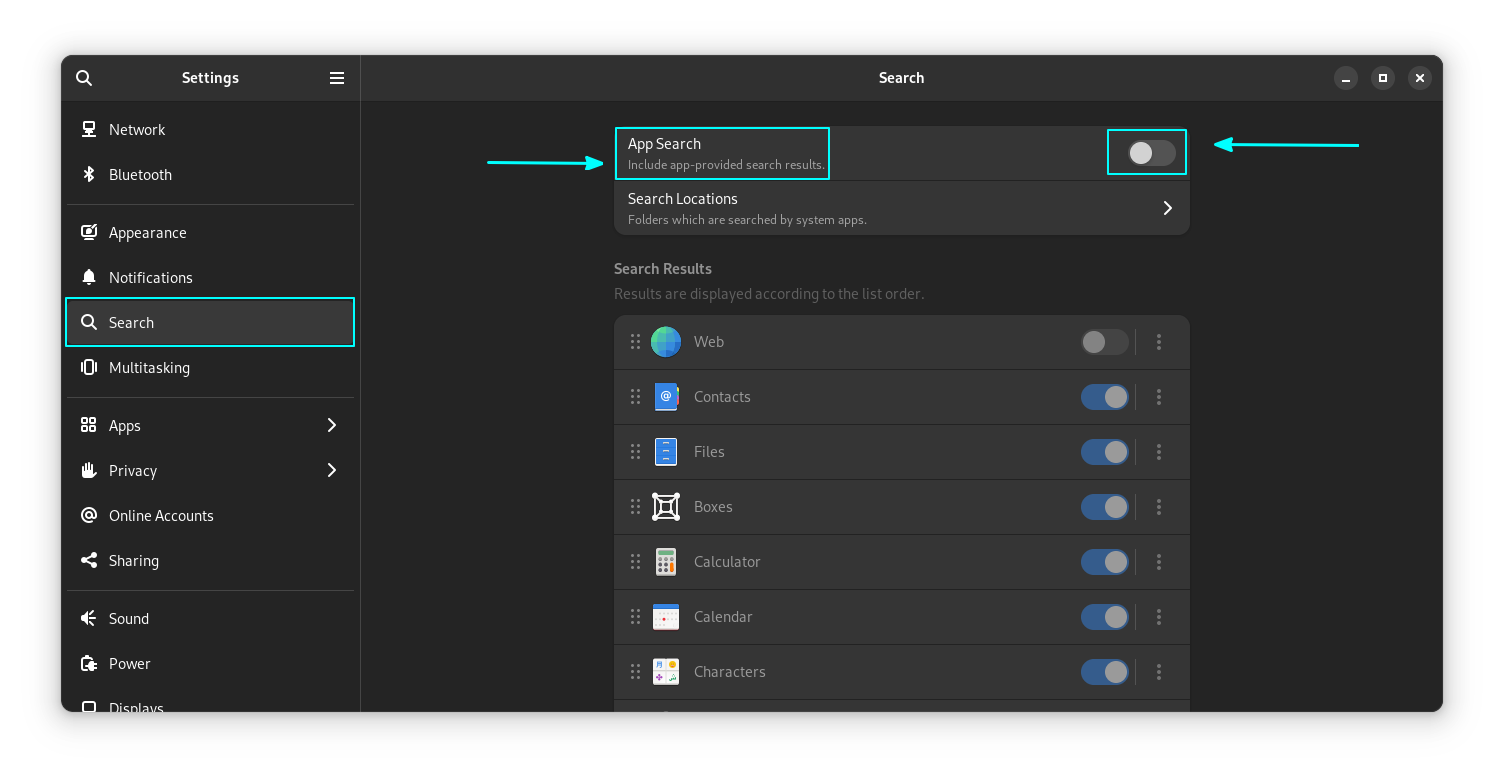 Settings
Search
Network
Bluetooth
Appearance
Notifications
Search
Multitasking
Apps
Privacy
Online Accounts
Sharing
Sound
Power
Displays
App Search
Include app-provided search results.
Search Locations
Folders which are searched by system apps.
Search Results
Results are displayed according to the list order.
Web
Contacts
Files
Boxes
Calculator
Calendar
Characters